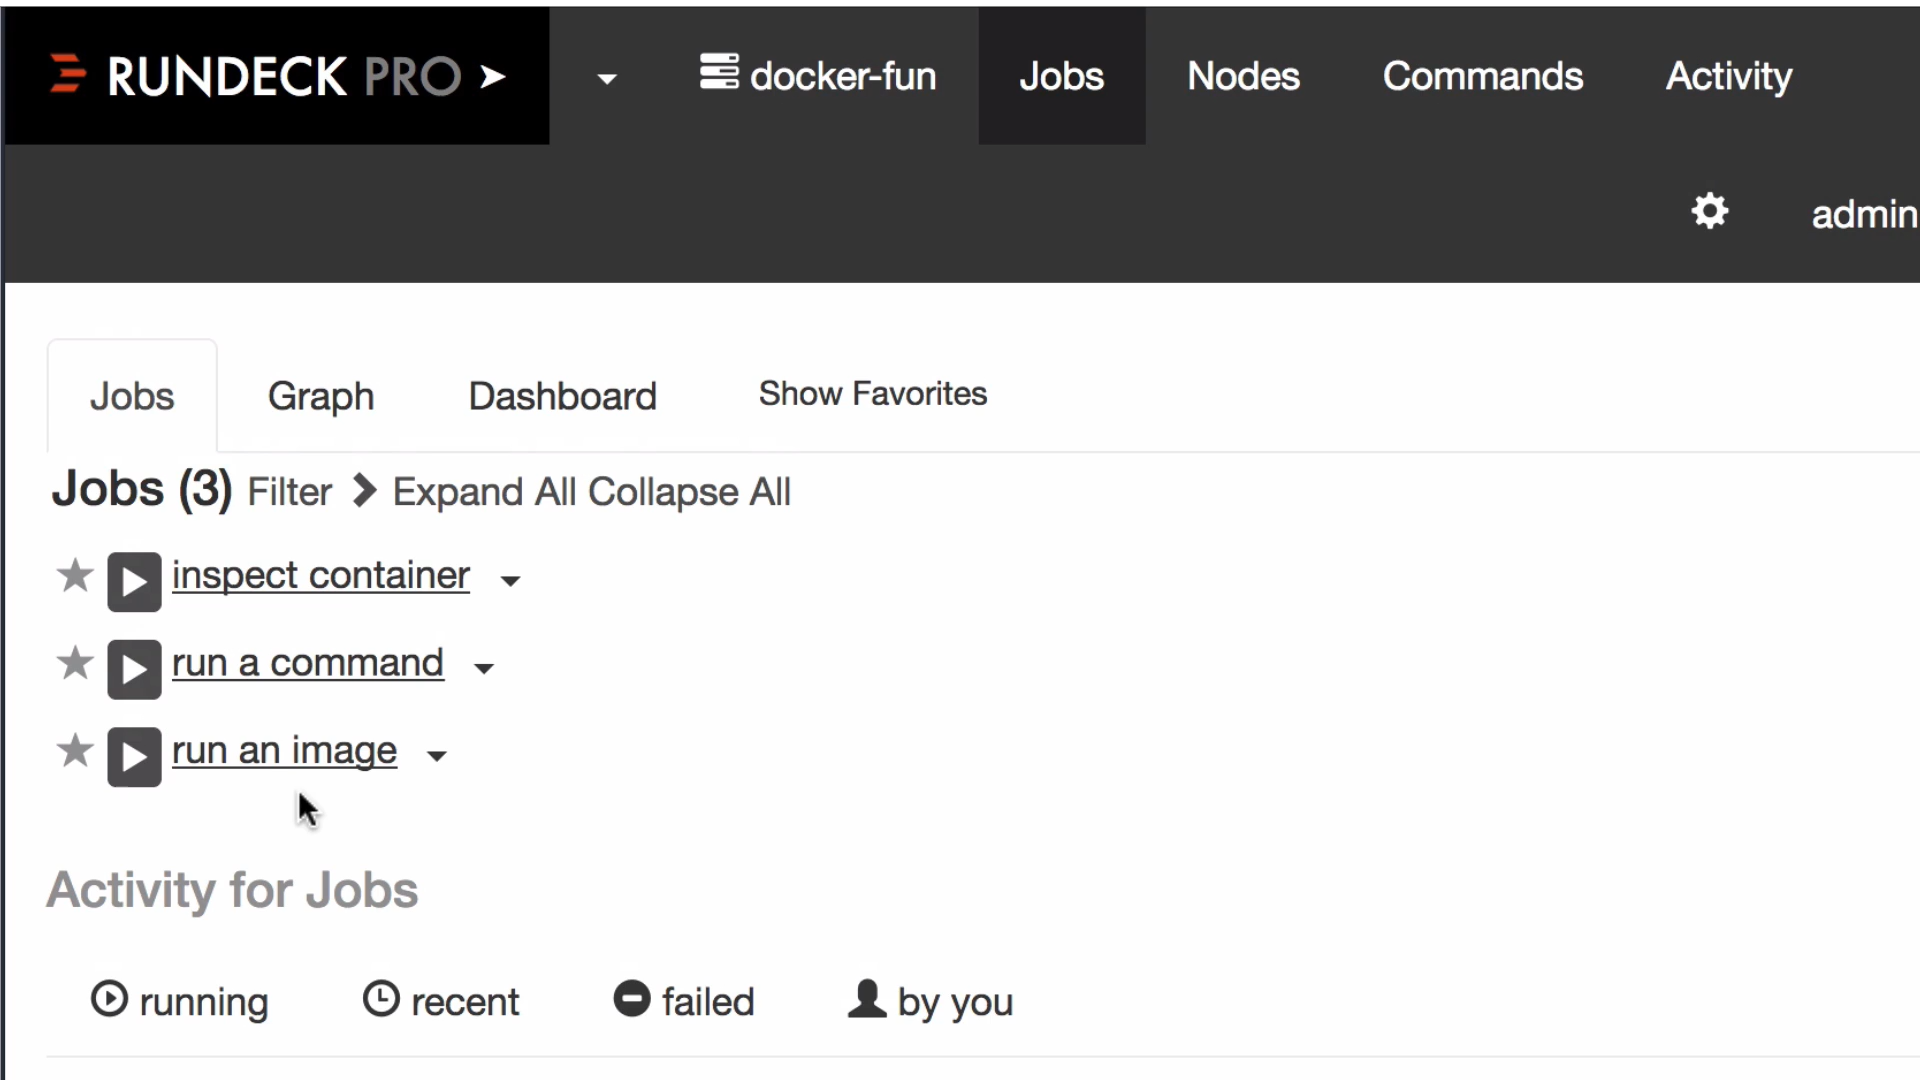 RUNDECK PRO docker-fun Jobs Nodes Commands Activity
admin
Jobs Graph Dashboard Show Favorites
Jobs (3) Filter Expand All Collapse All
inspect container
run a command
run an image
Activity for Jobs
running recent failed by you